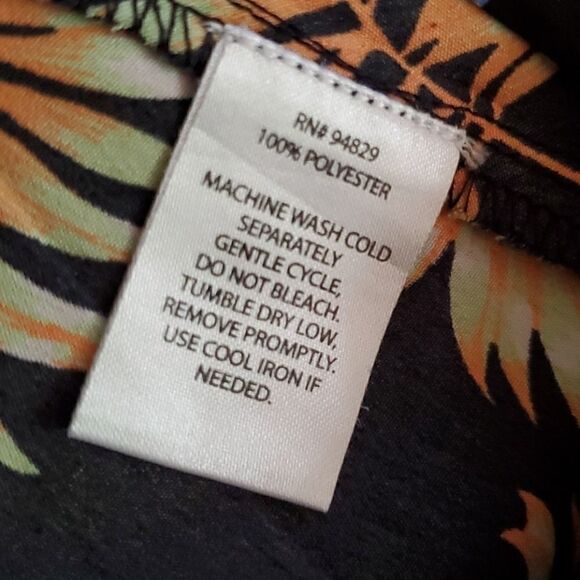 RN# 94829
100% POLYESTER
MACHINE WASH COLD
SEPARATELY
GENTLE CYCLE,
DO NOT BLEACH.
TUMBLE DRY LOW,
REMOVE PROMPTLY.
USE COOL IRON IF
NEEDED.